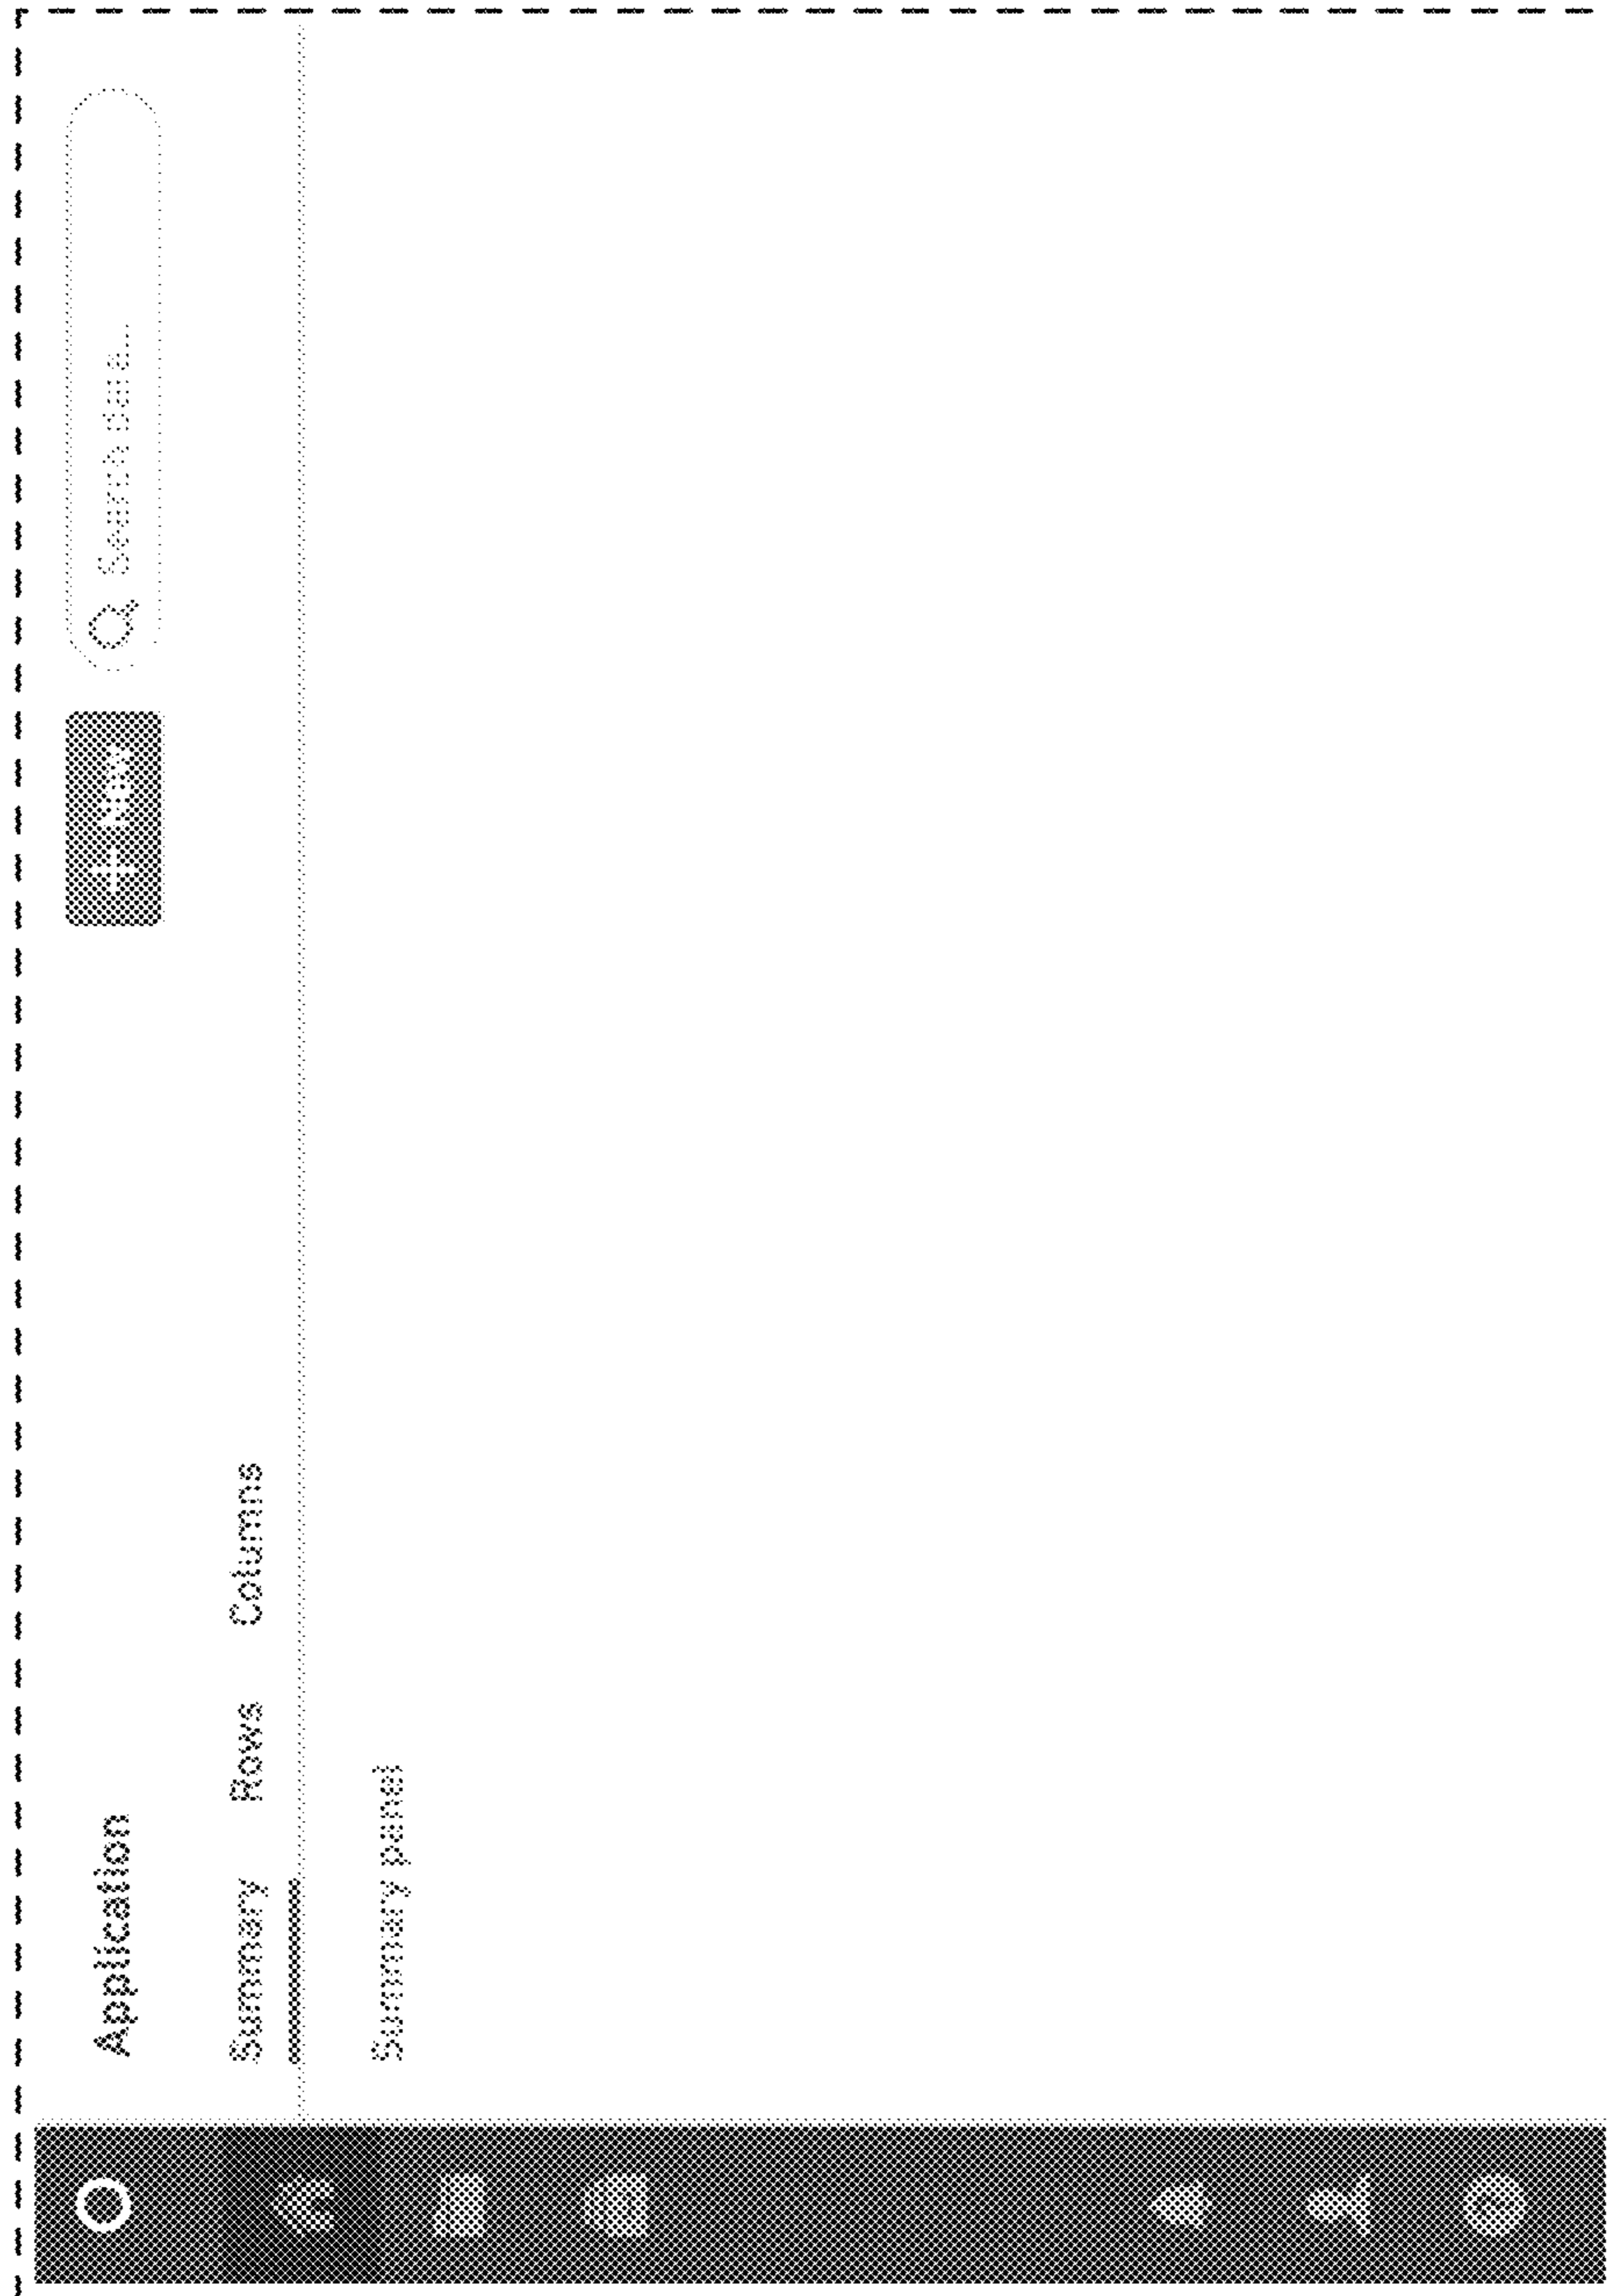 Application
+ New
Search data...
Summary Rows Columns
Summary panel